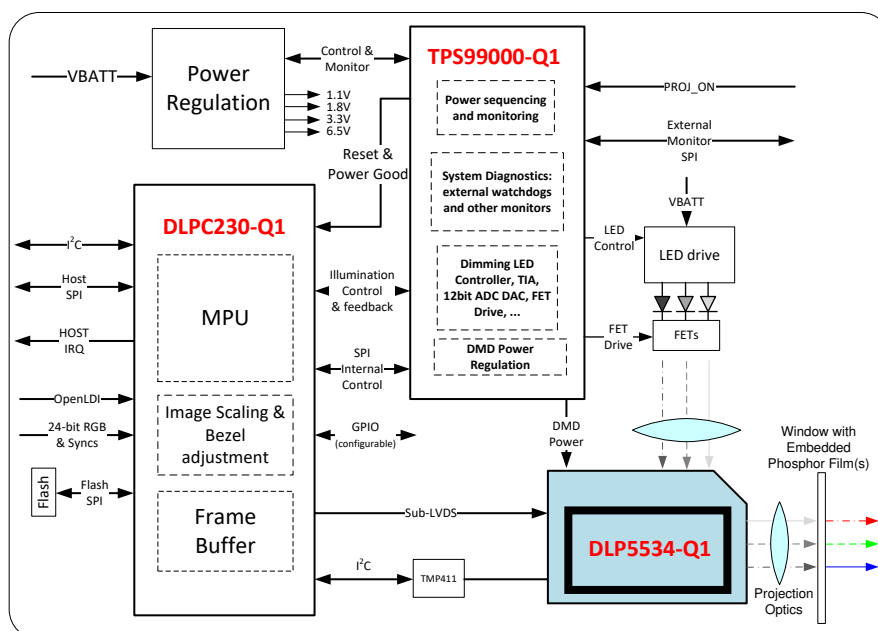 VBATT
Power
Regulation
1.1V
1.8V
3.3V
6.5V
Control &
Monitor
TPS99000-Q1
Power sequencing
and monitoring
System Diagnostics:
external watchdogs
and other monitors
Dimming LED
Controller, TIA,
12bit ADC DAC, FET
Drive, ...
DMD Power
Regulation
PROJ_ON
External
Monitor
SPI
VBATT
LED
Control
LED drive
FET
Drive
FETs
Reset &
Power Good
DLPC230-Q1
MPU
Image Scaling &
Bezel
adjustment
Frame
Buffer
I²C
Host
SPI
HOST
IRQ
OpenLDI
24-bit RGB
& Syncs
Flash
Flash
SPI
Illumination
Control
& feedback
SPI
Internal
Control
GPIO
(configurable)
Sub-LVDS
I²C
TMP411
DMD
Power
DLP5534-Q1
Window with
Embedded
Phosphor Film(s)
Projection
Optics